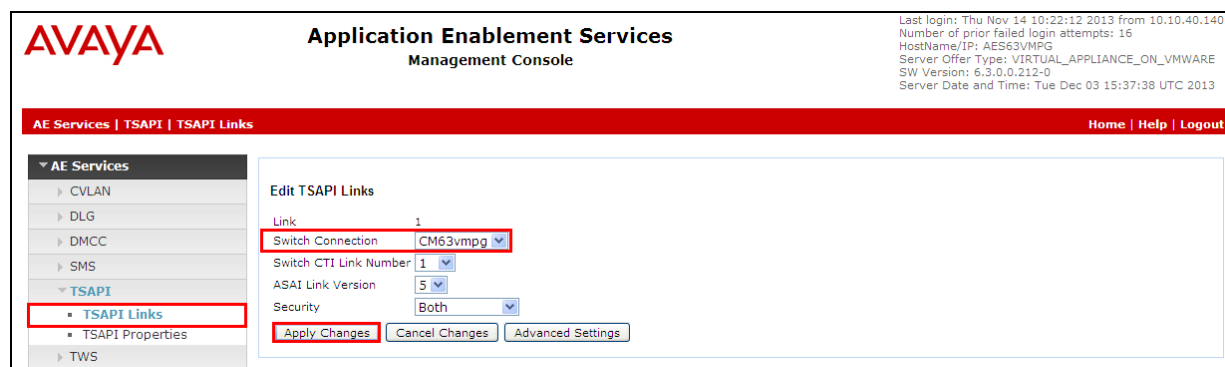 AVAYA
Application Enablement Services
Management Console
Last login: Thu Nov 14 10:22:12 2013 from 10.10.40.140
Number of prior failed login attempts: 16
HostName/IP: AES63VMPG
Server Offer Type: VIRTUAL_APPLIANCE_ON_VMWARE
SW Version: 6.3.0.0.212-0
Server Date and Time: Tue Dec 03 15:37:38 UTC 2013
AE Services | TSAPI | TSAPI Links
Home | Help | Logout
AE Services
CVLAN
DLG
DMCC
SMS
TSAPI
TSAPI Links
TSAPI Properties
TWS
Edit TSAPI Links
Link 1
Switch Connection CM63vmpg
Switch CTI Link Number 1
ASAI Link Version 5
Security Both
Apply Changes Cancel Changes Advanced Settings